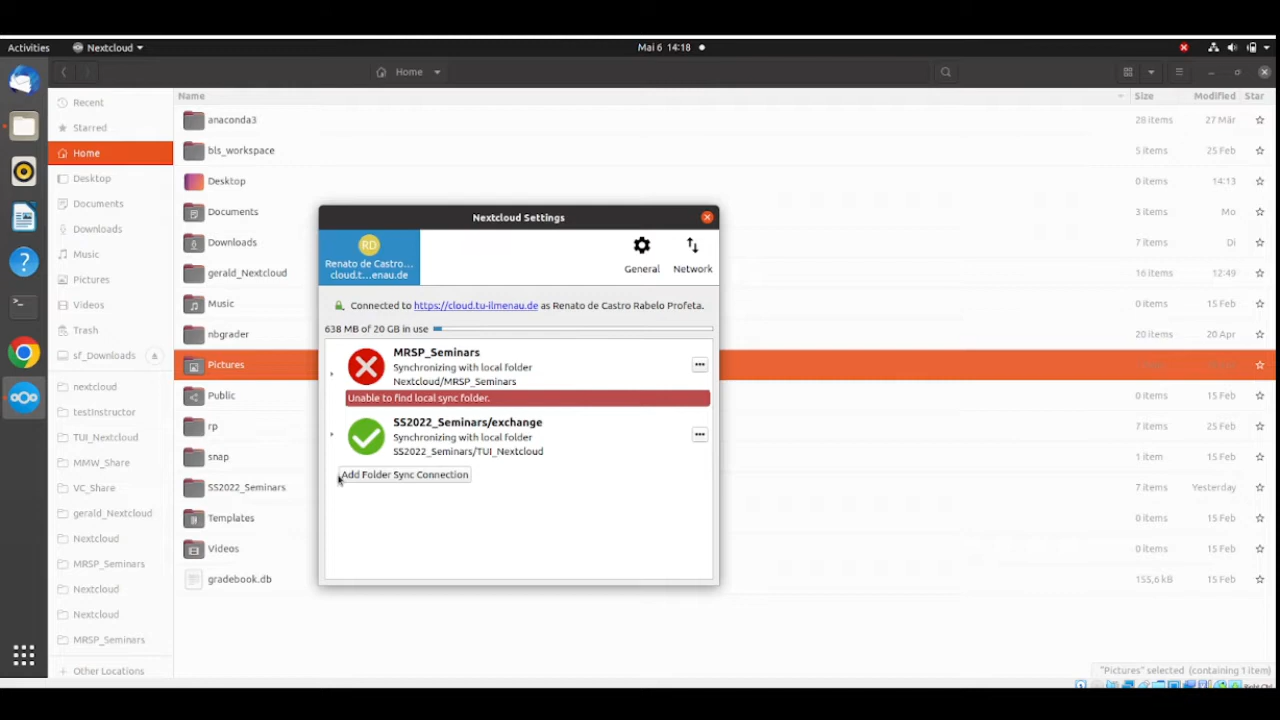 Activities
Nextcloud
Mai 6 14:18
Home
Name
Size
Modified
Star
Recent
Starred
Home
Desktop
Documents
Downloads
Music
Pictures
Videos
Trash
sf_Downloads
nextcloud
testInstructor
TUI_Nextcloud
MMW_Share
VC_Share
gerald_Nextcloud
Nextcloud
MRSP_Seminars
Nextcloud
Nextcloud
MRSP_Seminars
Other Locations
anaconda3
28 items
27 Mär
bls_workspace
5 items
25 Feb
Desktop
0 items
14:13
Documents
0 items
Mo
Downloads
7 items
Di
gerald_Nextcloud
16 items
12:49
Music
0 items
15 Feb
nbgrader
20 items
20 Apr
Pictures
Public
0 items
15 Feb
rp
7 items
25 Feb
snap
1 item
15 Feb
SS2022_Seminars
7 items
Yesterday
Templates
0 items
15 Feb
Videos
0 items
15 Feb
gradebook.db
155,6 kB
15 Feb
Nextcloud Settings
RD
Renato de Castro...
cloud.t...enau.de
General
Network
Connected to https://cloud.tu-ilmenau.de as Renato de Castro Rabelo Profeta.
638 MB of 20 GB in use
MRSP_Seminars
Synchronizing with local folder
Nextcloud/MRSP_Seminars
Unable to find local sync folder.
SS2022_Seminars/exchange
Synchronizing with local folder
SS2022_Seminars/TUI_Nextcloud
Add Folder Sync Connection
"Pictures" selected (containing 1 item)